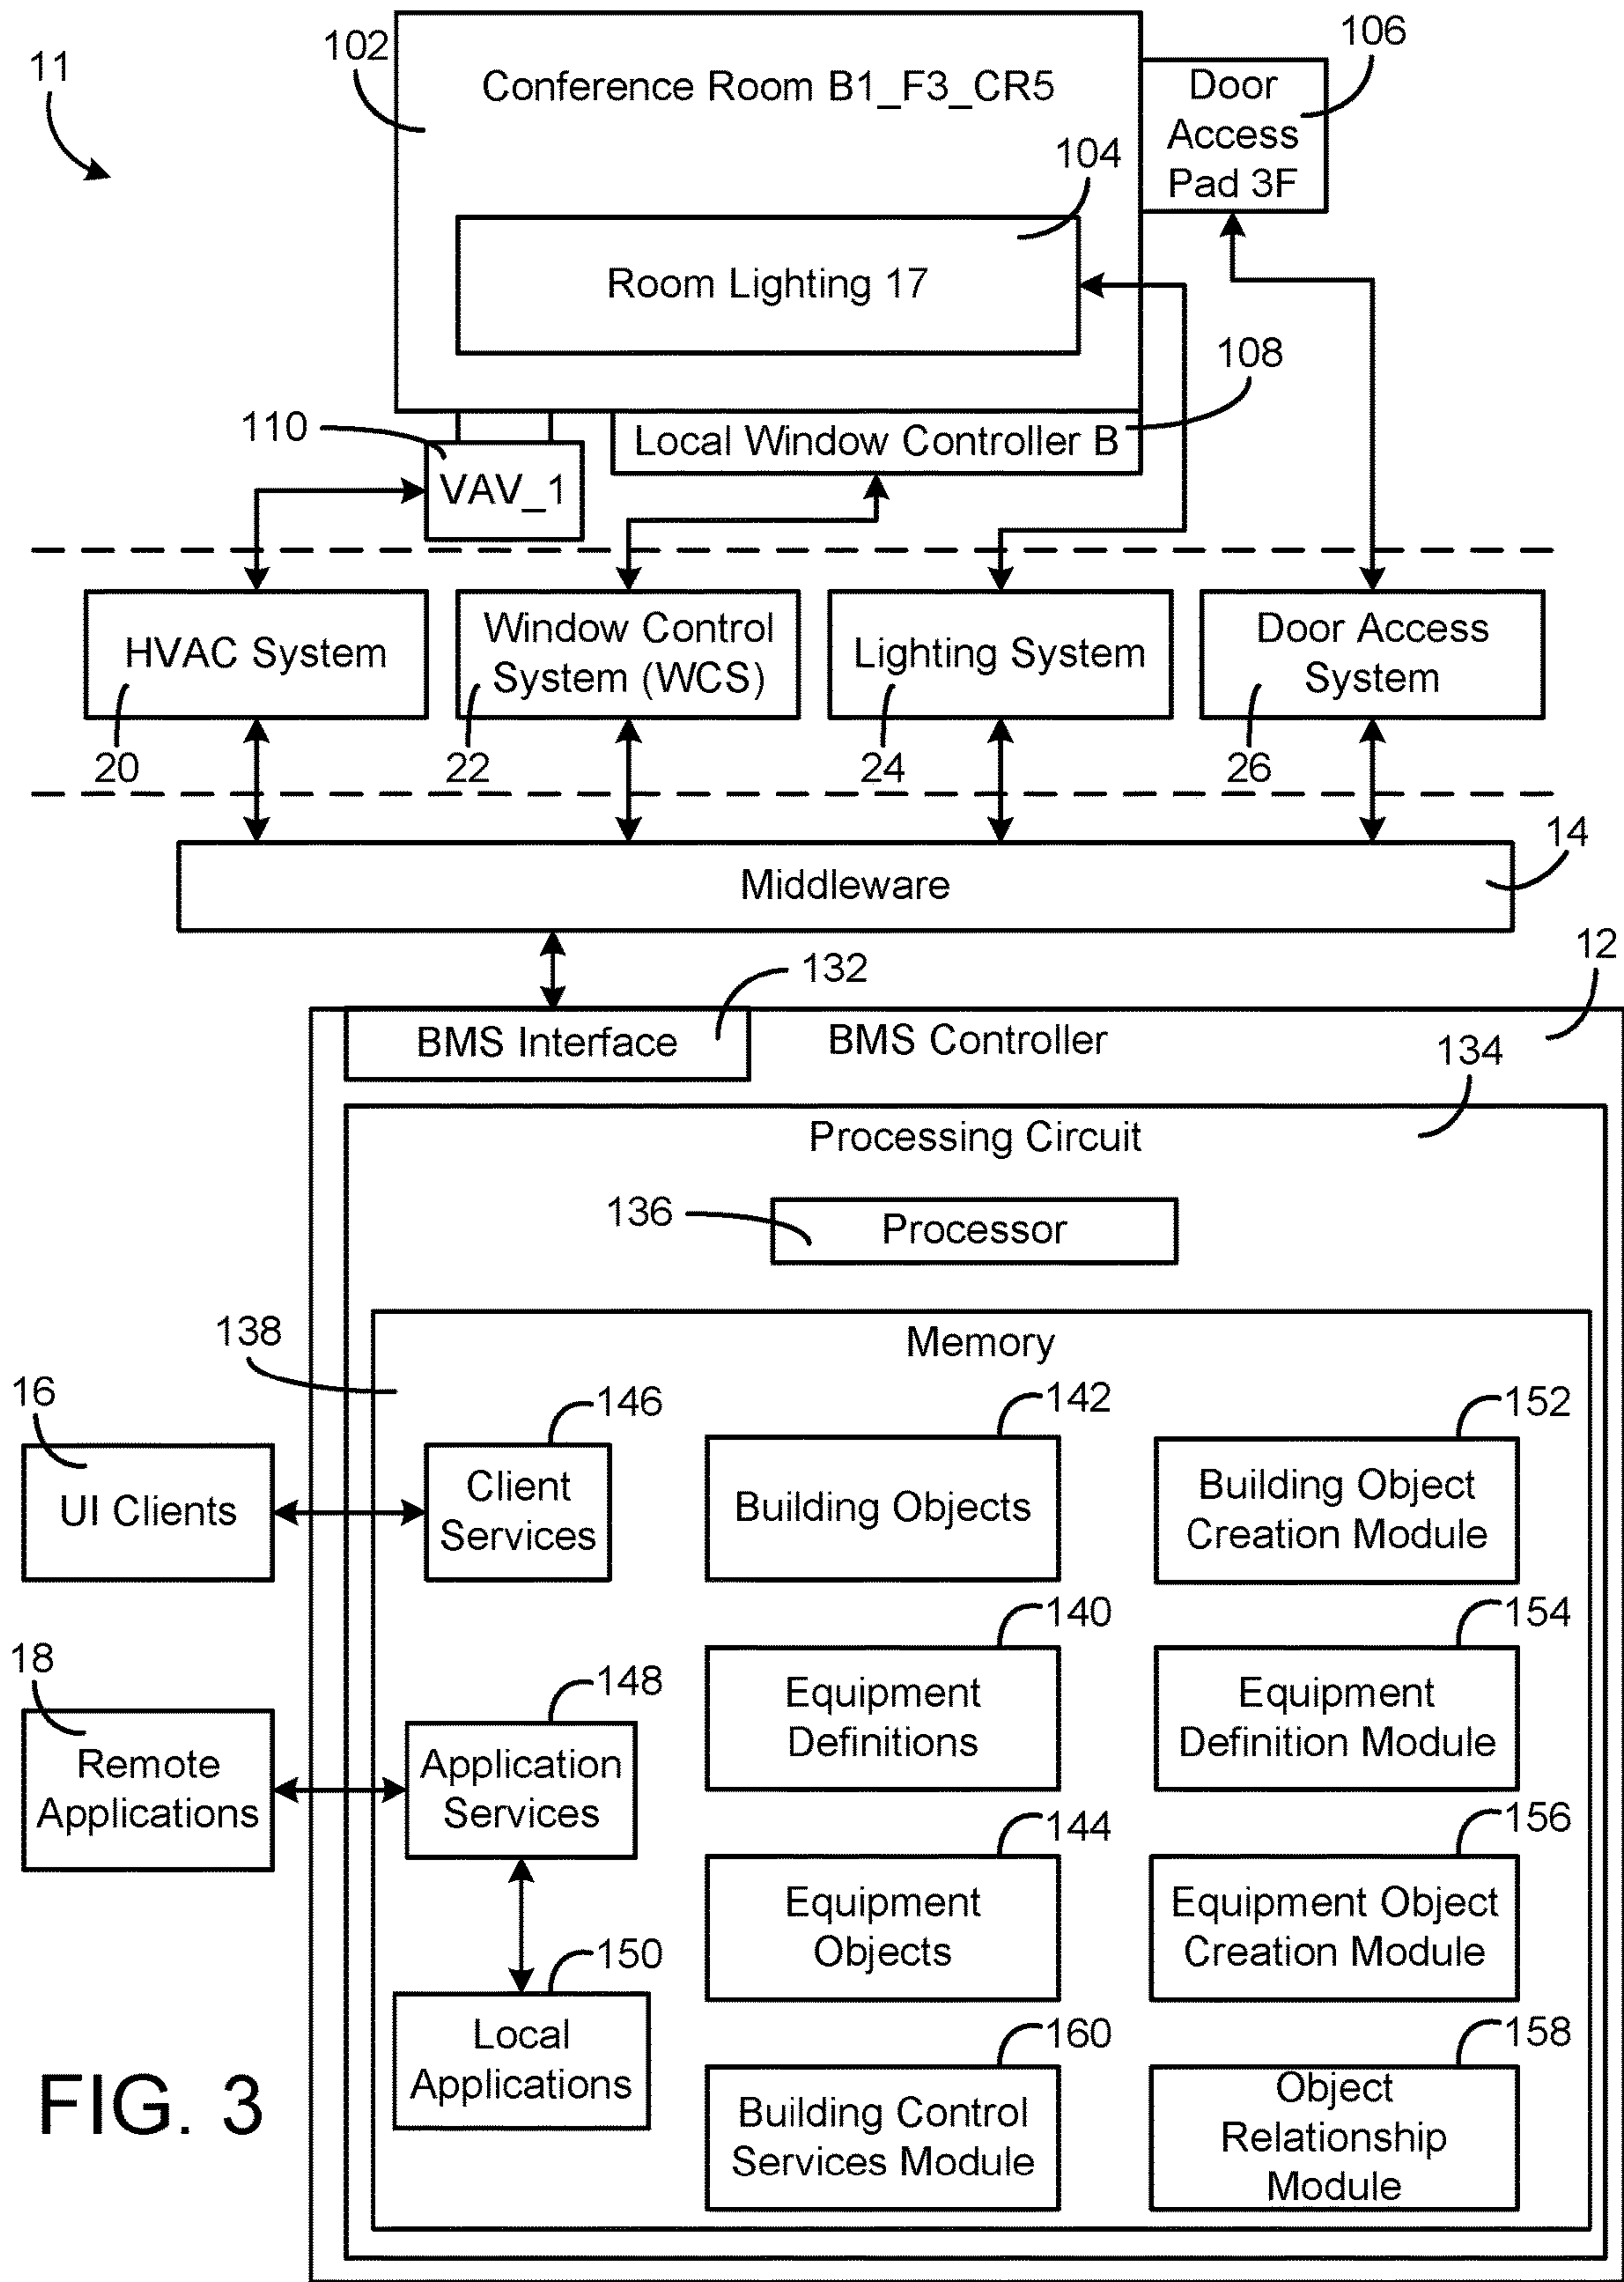 11
102
Conference Room B1_F3_CR5
106
Door
Access
Pad 3F
104
Room Lighting 17
108
110
Local Window Controller B
VAV_1
HVAC System
Window Control
System (WCS)
Lighting System
Door Access
System
20
22
24
26
14
Middleware
132
12
BMS Interface
BMS Controller
134
Processing Circuit
136
Processor
138
Memory
16
146
142
152
UI Clients
Client
Services
Building Objects
Building Object
Creation Module
18
148
140
154
Remote
Applications
Application
Services
Equipment
Definitions
Equipment
Definition Module
144
156
Equipment
Objects
Equipment Object
Creation Module
150
Local
Applications
160
158
Building Control
Services Module
Object
Relationship
Module
FIG. 3